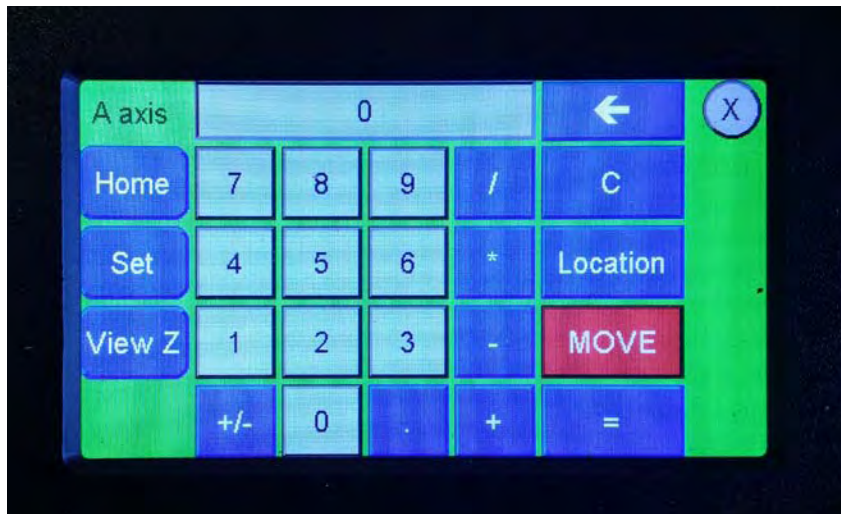 A axis 0 ← X
Home 7 8 9 / C
Set 4 5 6 * Location
View Z 1 2 3 - MOVE
+/- 0 . + =